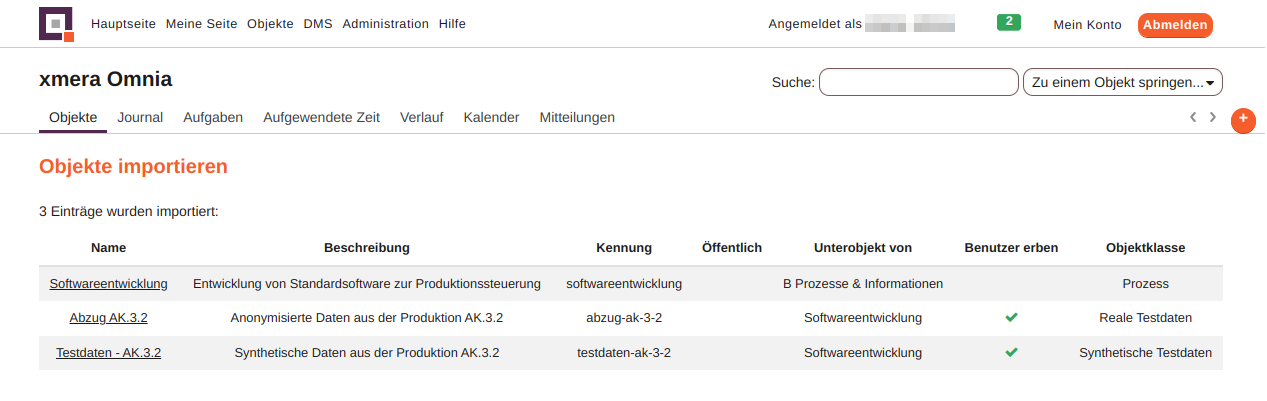 Hauptseite Meine Seite Objekte DMS Administration Hilfe Angemeldet als 2 Mein Konto Abmelden
xmera Omnia Suche: Zu einem Objekt springen...
Objekte Journal Aufgaben Aufgewendete Zeit Verlauf Kalender Mitteilungen +
Objekte importieren
3 Einträge wurden importiert:
Name Beschreibung Kennung Öffentlich Unterobjekt von Benutzer erben Objektklasse
Softwareentwicklung Entwicklung von Standardsoftware zur Produktionssteuerung softwareentwicklung B Prozesse & Informationen Prozess
Abzug AK.3.2 Anonymisierte Daten aus der Produktion AK.3.2 abzug-ak-3-2 Softwareentwicklung Reale Testdaten
Testdaten - AK.3.2 Synthetische Daten aus der Produktion AK.3.2 testdaten-ak-3-2 Softwareentwicklung Synthetische Testdaten